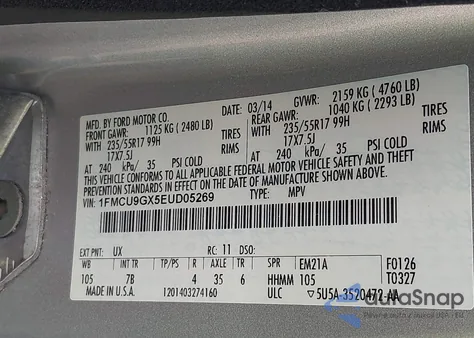 MFD. BY FORD MOTOR CO.
DATE: 03/14 GVWR: 2159 KG ( 4760 LB)
FRONT GAWR: 1125 KG ( 2480 LB) REAR GAWR: 1040 KG ( 2293 LB)
WITH 235/55R17 99H TIRES WITH 235/55R17 99H TIRES
17X7.5J RIMS 17X7.5J RIMS
AT 240 kPa/ 35 PSI COLD AT 240 kPa/ 35 PSI COLD
THIS VEHICLE CONFORMS TO ALL APPLICABLE FEDERAL MOTOR VEHICLE SAFETY AND THEFT
PREVENTION STANDARDS IN EFFECT ON THE DATE OF MANUFACTURE SHOWN ABOVE.
1FMCU9GX5EUD05269 TYPE: MPV
EXT PNT: UX RC: 11 DSO:
WB INT TR TP/PS R AXLE TR SPR EM21A F0126
105 7B 4 35 6 HHMM 105 T0327
MADE IN U.S.A. 1201403274160 ULC ▽5U5A-3520472-AA
autoSnap